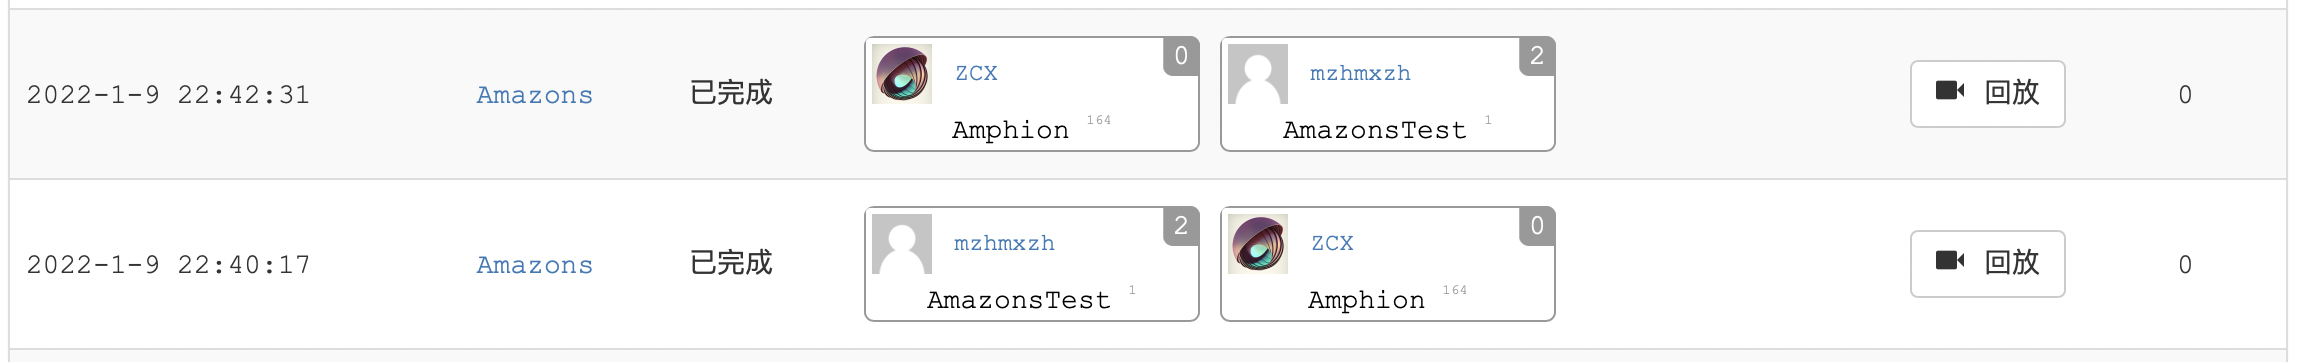 2022-1-9 22:42:31 Amazons 已完成 ZCX 0 mzhmxzh 2 回放 0
Amphion 164 AmazonsTest 1
2022-1-9 22:40:17 Amazons 已完成 mzhmxzh 2 ZCX 0 回放 0
AmazonsTest 1 Amphion 164